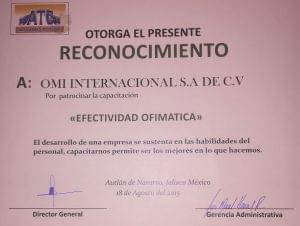 MATC
OTORGA EL PRESENTE
RECONOCIMIENTO
A: OMI INTERNACIONAL S.A DE C.V
Por patrocinar la capacitación
«EFECTIVIDAD OFIMATICA»
El desarrollo de una empresa se sustenta en las habilidades del
personal, capacitarnos permite ser los mejores en lo que hacemos.
Autlán de Navarro, Jalisco México
18 de Agosto del 2015
Director General
Gerencia Administrativa